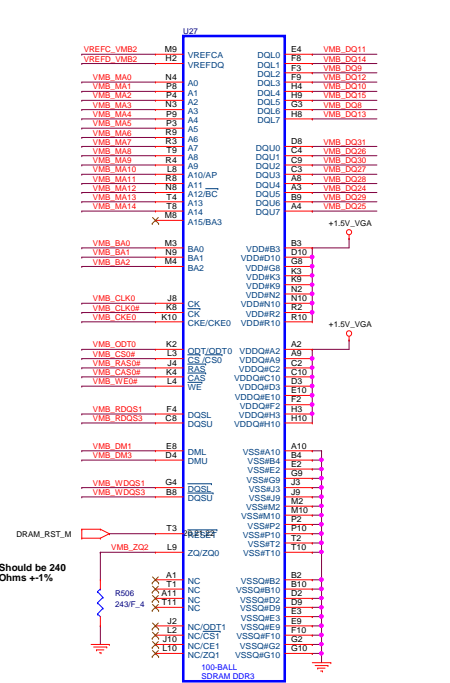 U27
VREFC_VMB2 M9 VREFCA
VREFD_VMB2 H2 VREFDQ
VMB_MA0 N4 A0
VMB_MA1 P8 A1
VMB_MA2 P4 A2
VMB_MA3 N3 A3
VMB_MA4 P9 A4
VMB_MA5 P3 A5
VMB_MA6 R9 A6
VMB_MA7 R3 A7
VMB_MA8 T9 A8
VMB_MA9 R4 A9
VMB_MA10 L8 A10/AP
VMB_MA11 R8 A11
VMB_MA12 N8 A12/BC
VMB_MA13 T4 A13
VMB_MA14 T8 A14
M8 A15/BA3
VMB_BA0 M3 BA0
VMB_BA1 N9 BA1
VMB_BA2 M4 BA2
VMB_CLK0 J8 CK
VMB_CLK0# K8 CK
VMB_CKE0 K10 CKE/CKE0
VMB_ODT0 K2 ODT/ODT0
VMB_CS0# L3 CS /CS0
VMB_RAS0# J4 RAS
VMB_CAS0# K4 CAS
VMB_WE0# L4 WE
VMB_RDQS1 F4 DQSL
VMB_RDQS3 C8 DQSU
VMB_DM1 E8 DML
VMB_DM3 D4 DMU
VMB_WDQS1 G4 DQSL
VMB_WDQS3 B8 DQSU
DRAM_RST_M T3 RESET
VMB_ZQ2 L9 ZQ/ZQ0
Should be 240
Ohms +-1%
R506
243/F_4
A1 NC
T1 NC
A11 NC
T11 NC
J2 NC/ODT1
L2 NC/CS1
J10 NC/CE1
L10 NC/ZQ1
DQL0 E4 VMB_DQ11
DQL1 F8 VMB_DQ14
DQL2 F3 VMB_DQ9
DQL3 F9 VMB_DQ12
DQL4 H4 VMB_DQ10
DQL5 H9 VMB_DQ15
DQL6 G3 VMB_DQ8
DQL7 H8 VMB_DQ13
DQU0 D8 VMB_DQ31
DQU1 C4 VMB_DQ26
DQU2 C9 VMB_DQ30
DQU3 C3 VMB_DQ27
DQU4 A8 VMB_DQ28
DQU5 A3 VMB_DQ24
DQU6 B9 VMB_DQ29
DQU7 A4 VMB_DQ25
+1.5V_VGA
VDD#B3 B3
VDD#D10 D10
VDD#G8 G8
VDD#K3 K3
VDD#K9 K9
VDD#N2 N2
VDD#N10 N10
VDD#R2 R2
VDD#R10 R10
+1.5V_VGA
VDDQ#A2 A2
VDDQ#A9 A9
VDDQ#C2 C2
VDDQ#C10 C10
VDDQ#D3 D3
VDDQ#E10 E10
VDDQ#F2 F2
VDDQ#H3 H3
VDDQ#H10 H10
VSS#A10 A10
VSS#B4 B4
VSS#E2 E2
VSS#G9 G9
VSS#J3 J3
VSS#J9 J9
VSS#M2 M2
VSS#M10 M10
VSS#P2 P2
VSS#P10 P10
VSS#T2 T2
VSS#T10 T10
VSSQ#B2 B2
VSSQ#B10 B10
VSSQ#D2 D2
VSSQ#D9 D9
VSSQ#E3 E3
VSSQ#E9 E9
VSSQ#F10 F10
VSSQ#G2 G2
VSSQ#G10 G10
100-BALL
SDRAM DDR3